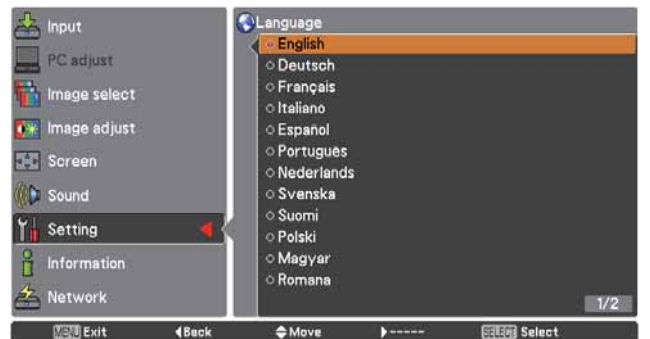 Input
PC adjust
Image select
Image adjust
Screen
Sound
Setting
Information
Network
Language
English
Deutsch
Français
Italiano
Español
Português
Nederlands
Svenska
Suomi
Polski
Magyar
Romana
1/2
MENU Exit
Back
Move
-----
SELECT Select